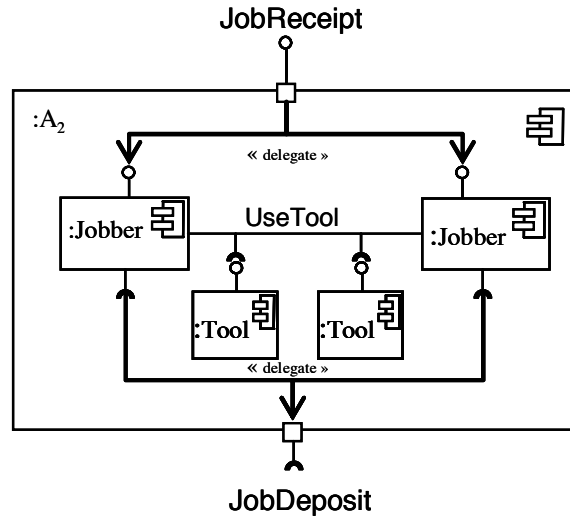 JobReceipt
:A₂
« delegate »
:Jobber
UseTool
:Jobber
:Tool
:Tool
« delegate »
JobDeposit